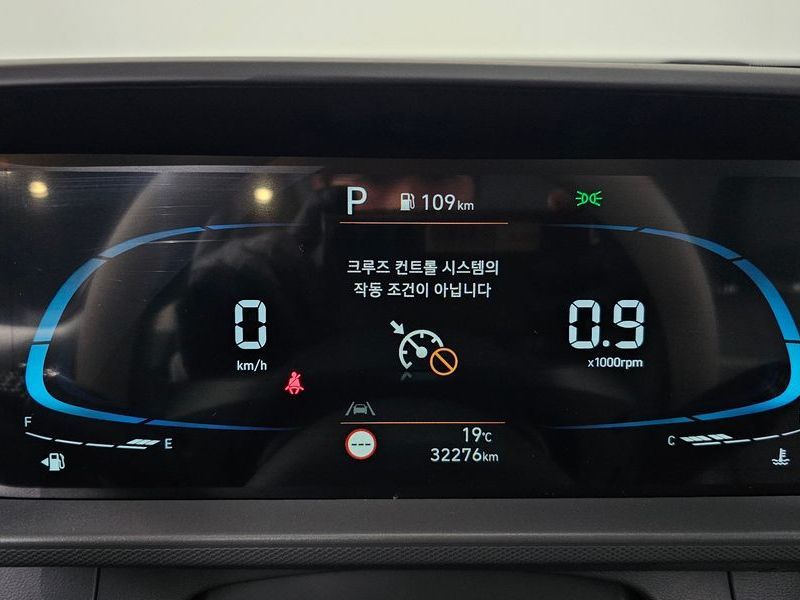 P 109km
크루즈 컨트롤 시스템의
작동 조건이 아닙니다
0
km/h
0.9
x1000rpm
F
E
C
---
19℃
32276km